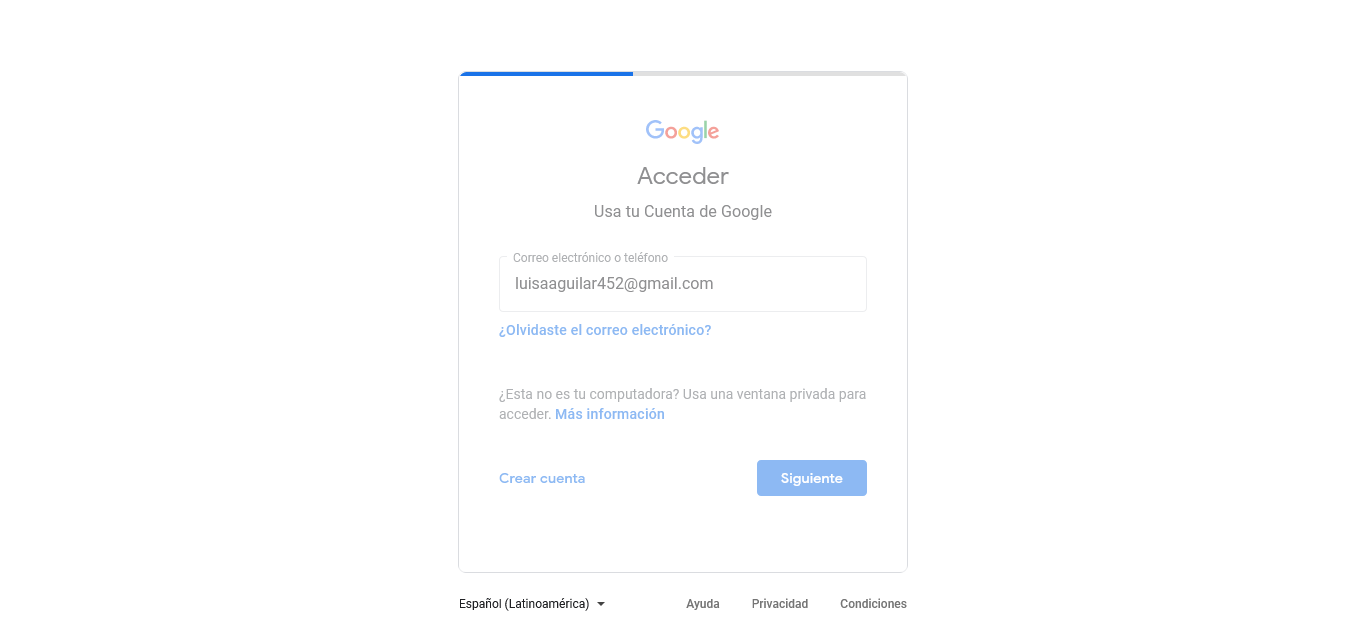 Google
Acceder
Usa tu Cuenta de Google
Correo electrónico o teléfono
luisaaguilar452@gmail.com
¿Olvidaste el correo electrónico?
¿Esta no es tu computadora? Usa una ventana privada para
acceder. Más información
Crear cuenta Siguiente
Español (Latinoamérica) Ayuda Privacidad Condiciones